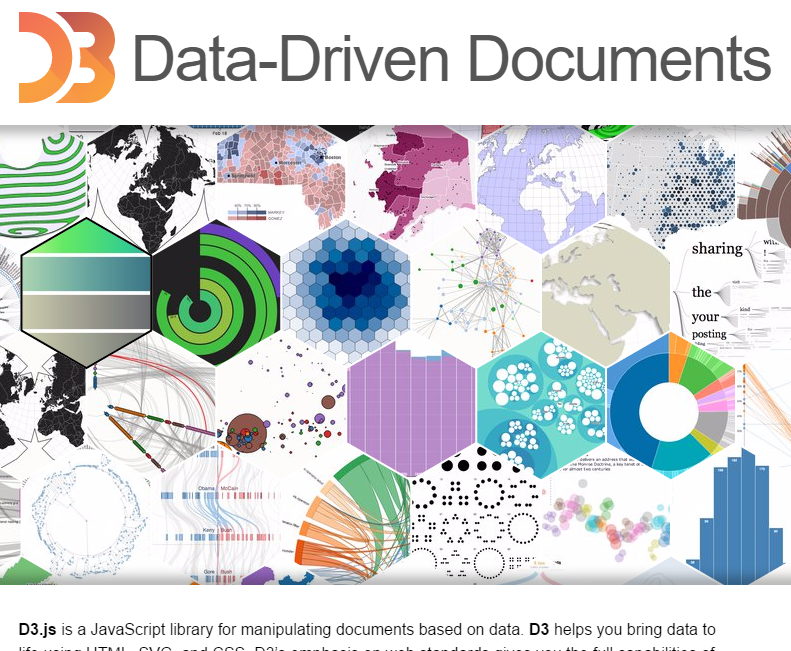 D3 Data-Driven Documents
Feb 18
Boston
Worcester
Springfield
MARKEY
GOMEZ
sharing
the
your
posting
kind
Obama McCain
Kerry Bush
Gore Bush
D3.js is a JavaScript library for manipulating documents based on data. D3 helps you bring data to
life using HTML, SVG, and CSS. D3's emphasis on web standards gives you the full capabilities of